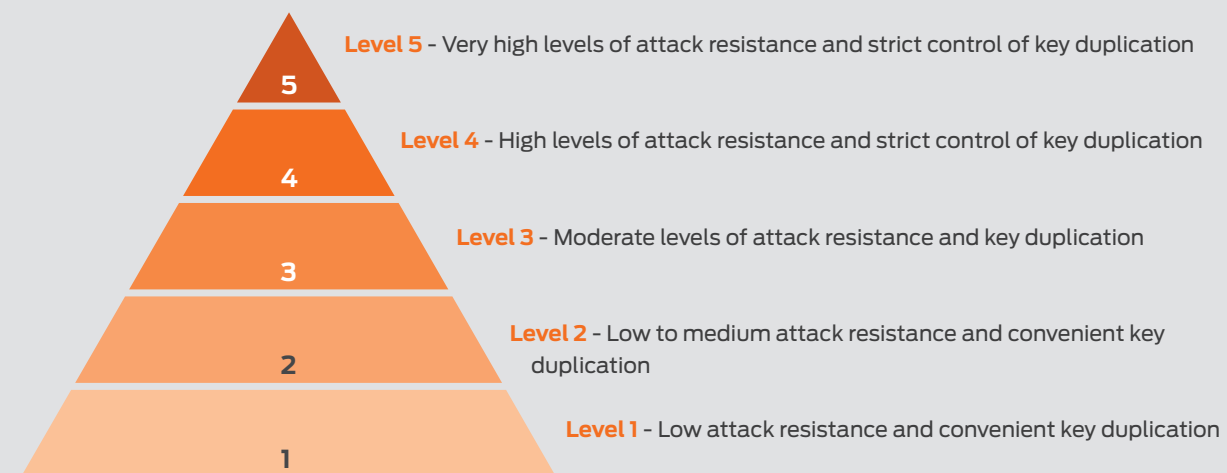 5
Level 5 - Very high levels of attack resistance and strict control of key duplication
4
Level 4 - High levels of attack resistance and strict control of key duplication
3
Level 3 - Moderate levels of attack resistance and key duplication
2
Level 2 - Low to medium attack resistance and convenient key
duplication
1
Level 1 - Low attack resistance and convenient key duplication